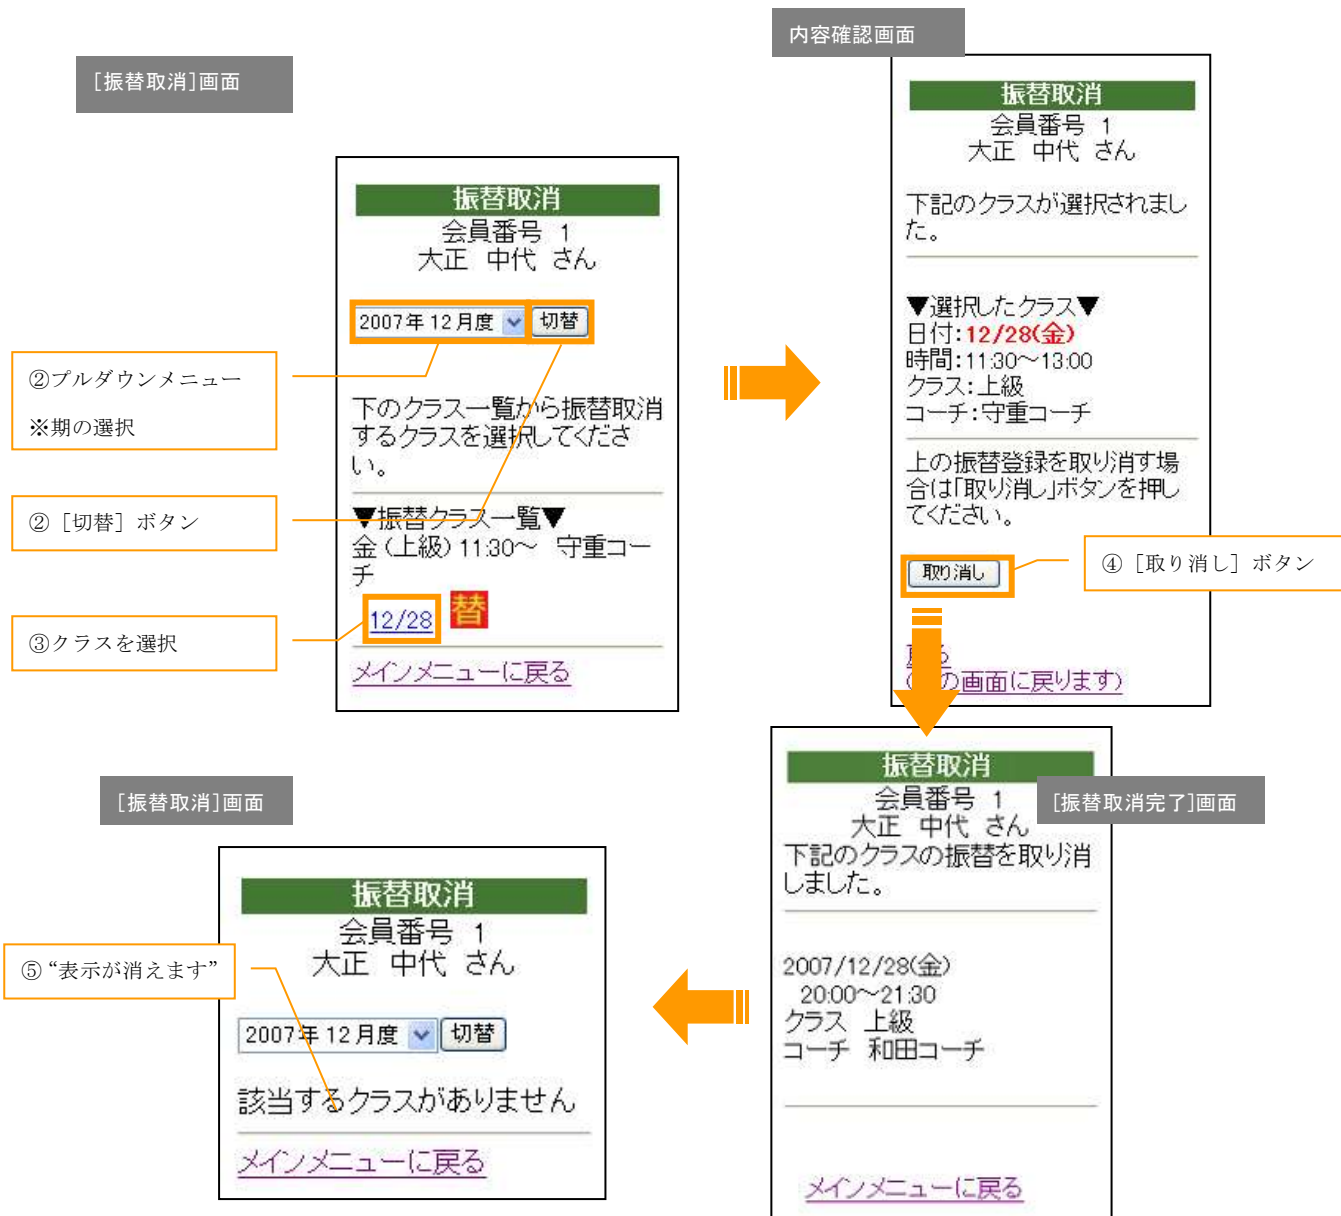 内容確認画面
[振替取消]画面
振替取消
会員番号 1
大正 中代 さん
2007年 12月度
切替
②プルダウンメニュー
※期の選択
下のクラス一覧から振替取消
するクラスを選択してくださ
い。
②［切替］ボタン
▼振替クラス一覧▼
金(上級) 11:30～ 守重コー
チ
12/28
替
③クラスを選択
メインメニューに戻る
振替取消
会員番号 1
大正 中代 さん
下記のクラスが選択されまし
た。
▼選択したクラス▼
日付:12/28(金)
時間:11:30～13:00
クラス:上級
コーチ:守重コーチ
上の振替登録を取り消す場
合は「取り消し」ボタンを押し
てください。
取り消し
④［取り消し］ボタン
の画面に戻ります)
振替取消
会員番号 1
大正 中代 さん
[振替取消完了]画面
下記のクラスの振替を取り消
しました。
2007/12/28(金)
20:00～21:30
クラス 上級
コーチ 和田コーチ
メインメニューに戻る
[振替取消]画面
振替取消
会員番号 1
大正 中代 さん
⑤“表示が消えます”
2007年 12月度
切替
該当するクラスがありません
メインメニューに戻る